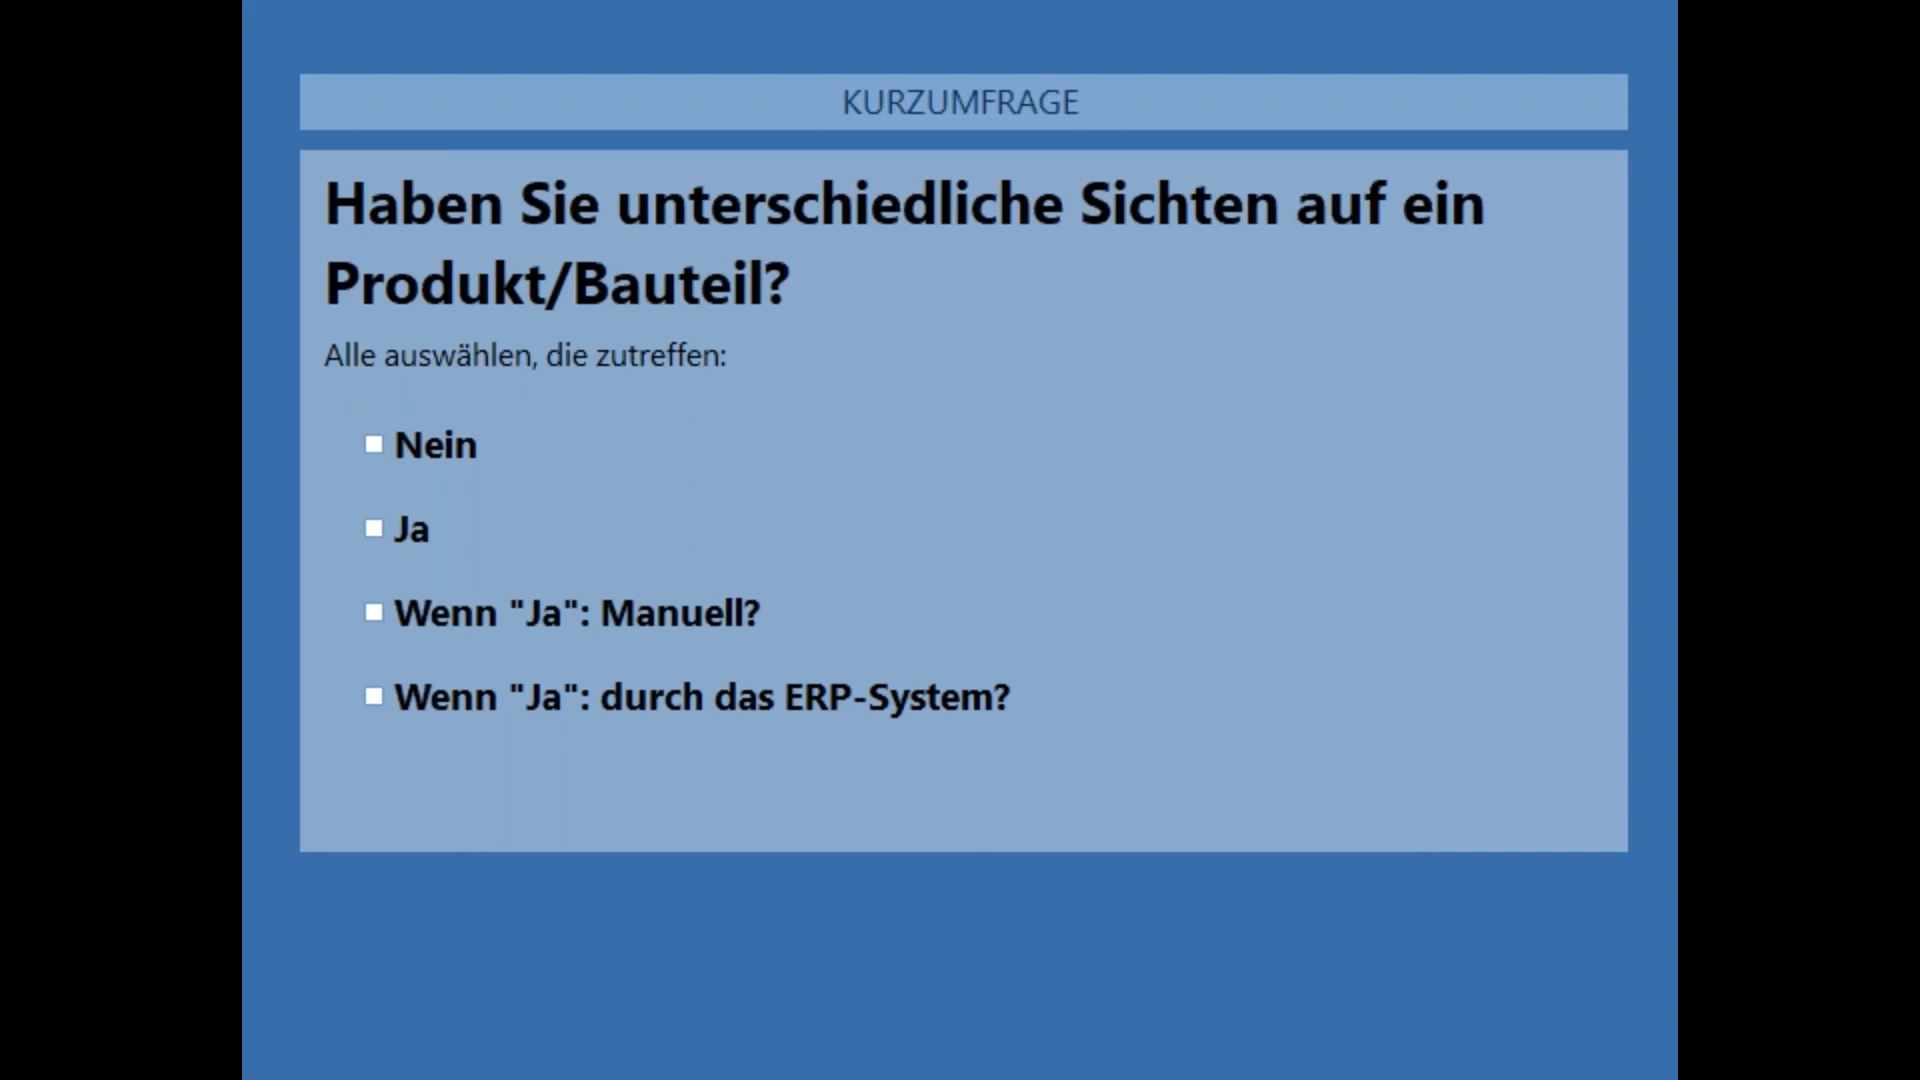 KURZUMFRAGE
Haben Sie unterschiedliche Sichten auf ein
Produkt/Bauteil?
Alle auswählen, die zutreffen:
Nein
Ja
Wenn "Ja": Manuell?
Wenn "Ja": durch das ERP-System?